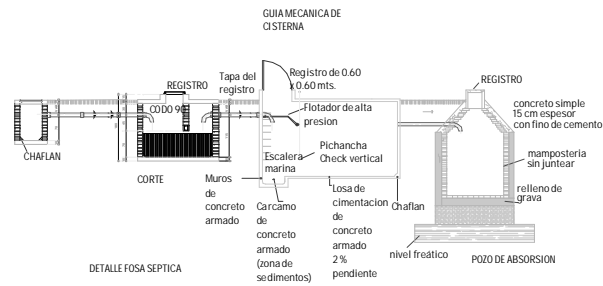 GUIA MECANICA DE
CISTERNA
Tapa del
registro
Registro de 0.60
x 0.60 mts.
REGISTRO
REGISTRO
CODO 90
Flotador de alta
presion
concreto simple
15 cm espesor
con fino de cemento
CHAFLAN
Escalera
marina
Pichancha
Check vertical
mamposteria
sin juntear
CORTE
Muros
de
concreto
armado
Carcamo
de
concreto
armado
(zona de
sedimentos)
Losa de
cimentacion
de
concreto
armado
2 %
pendiente
Chaflan
relleno de
grava
nivel freático
DETALLE FOSA SEPTICA
POZO DE ABSORSION